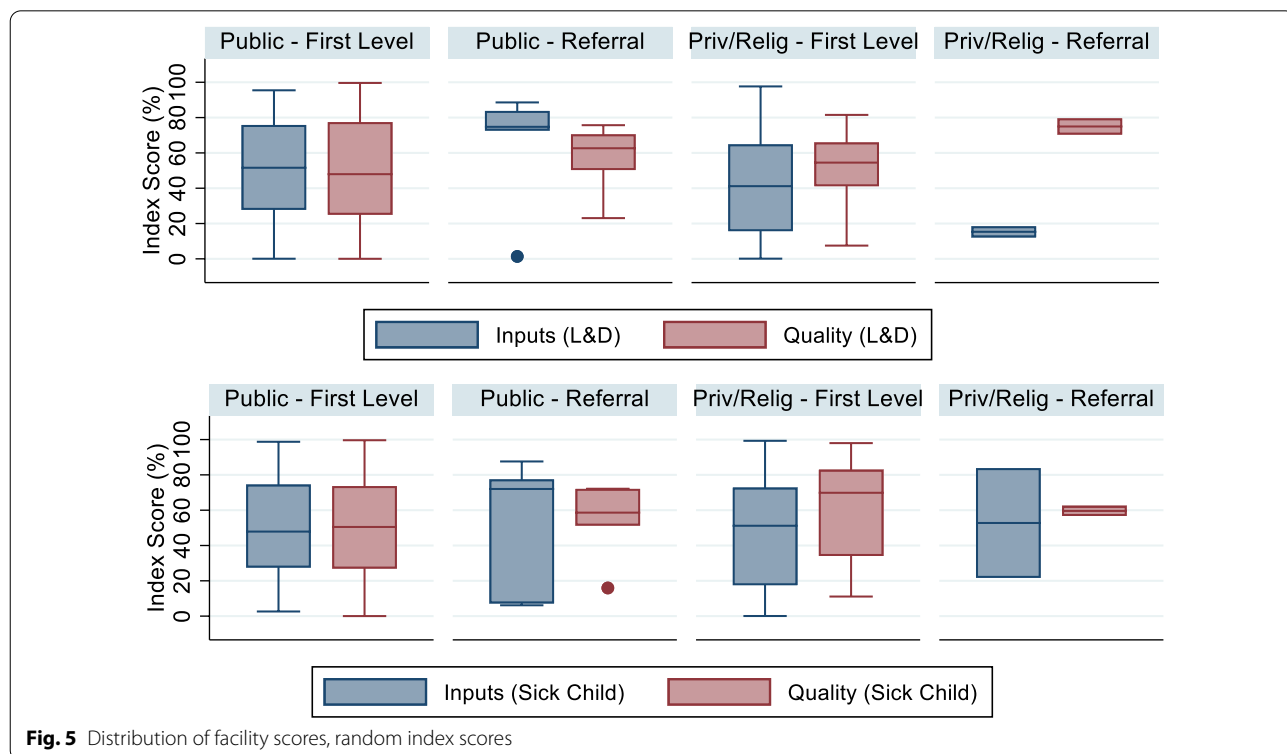 Public - First Level Public - Referral Priv/Relig - First Level Priv/Relig - Referral
Index Score (%)
0 20 40 60 80 100
Inputs (L&D) Quality (L&D)
Public - First Level Public - Referral Priv/Relig - First Level Priv/Relig - Referral
Index Score (%)
0 20 40 60 80 100
Inputs (Sick Child) Quality (Sick Child)
Fig. 5 Distribution of facility scores, random index scores